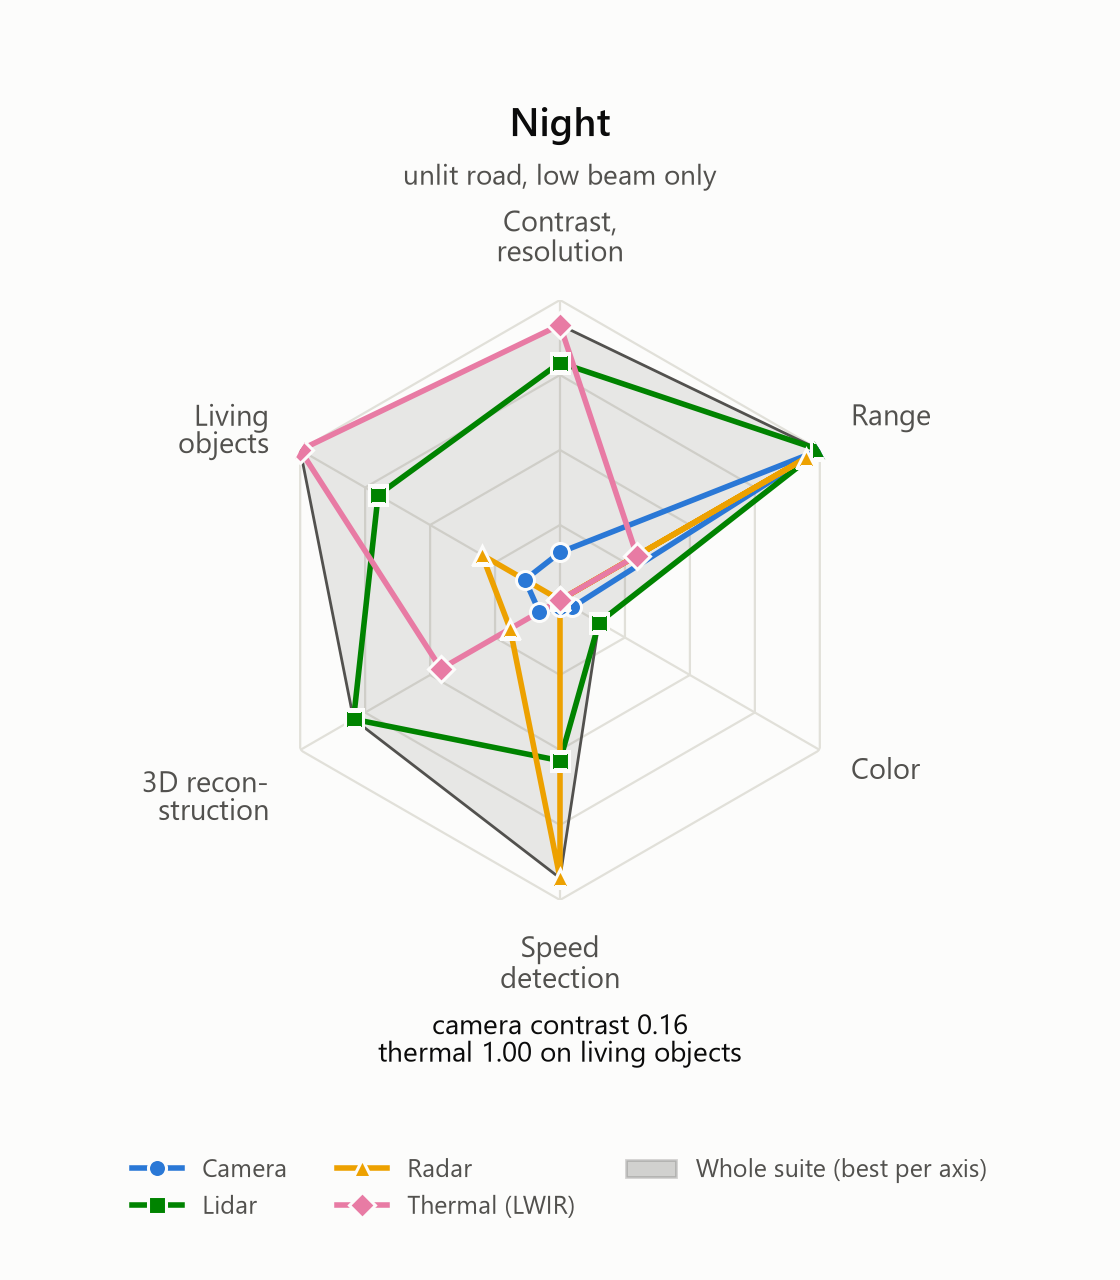 Night
unlit road, low beam only
Contrast,
resolution
Living
objects
Range
3D recon-
struction
Color
Speed
detection
camera contrast 0.16
thermal 1.00 on living objects
Camera
Radar
Whole suite (best per axis)
Lidar
Thermal (LWIR)